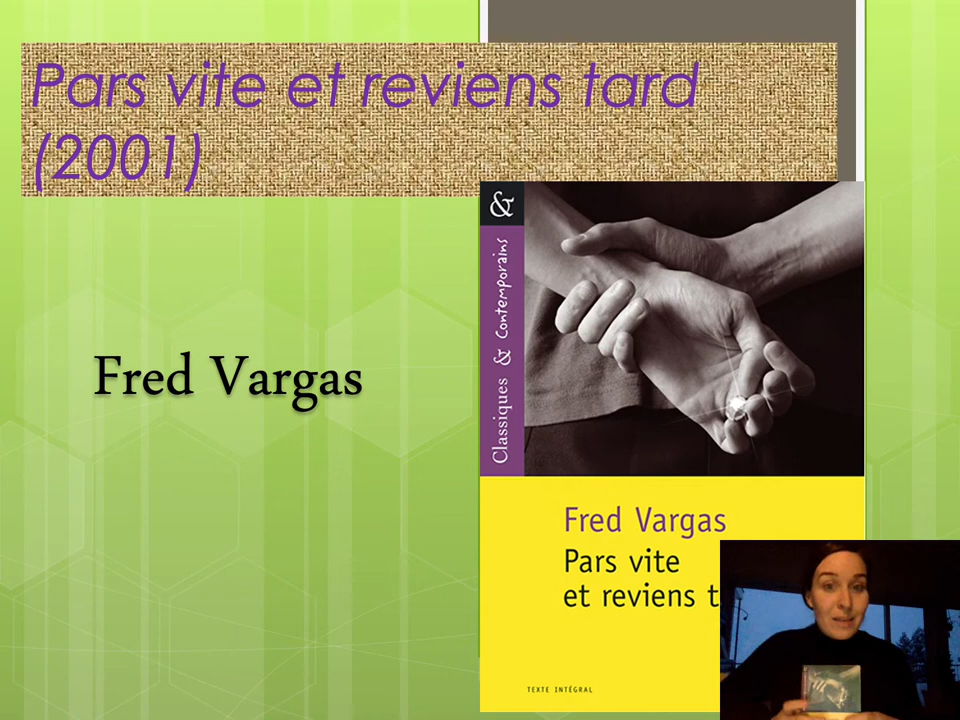 Pars vite et reviens tard
(2001)
Fred Vargas
&
Classiques & Contemporains
Fred Vargas
Pars vite
et reviens t
TEXTE INTÉGRAL